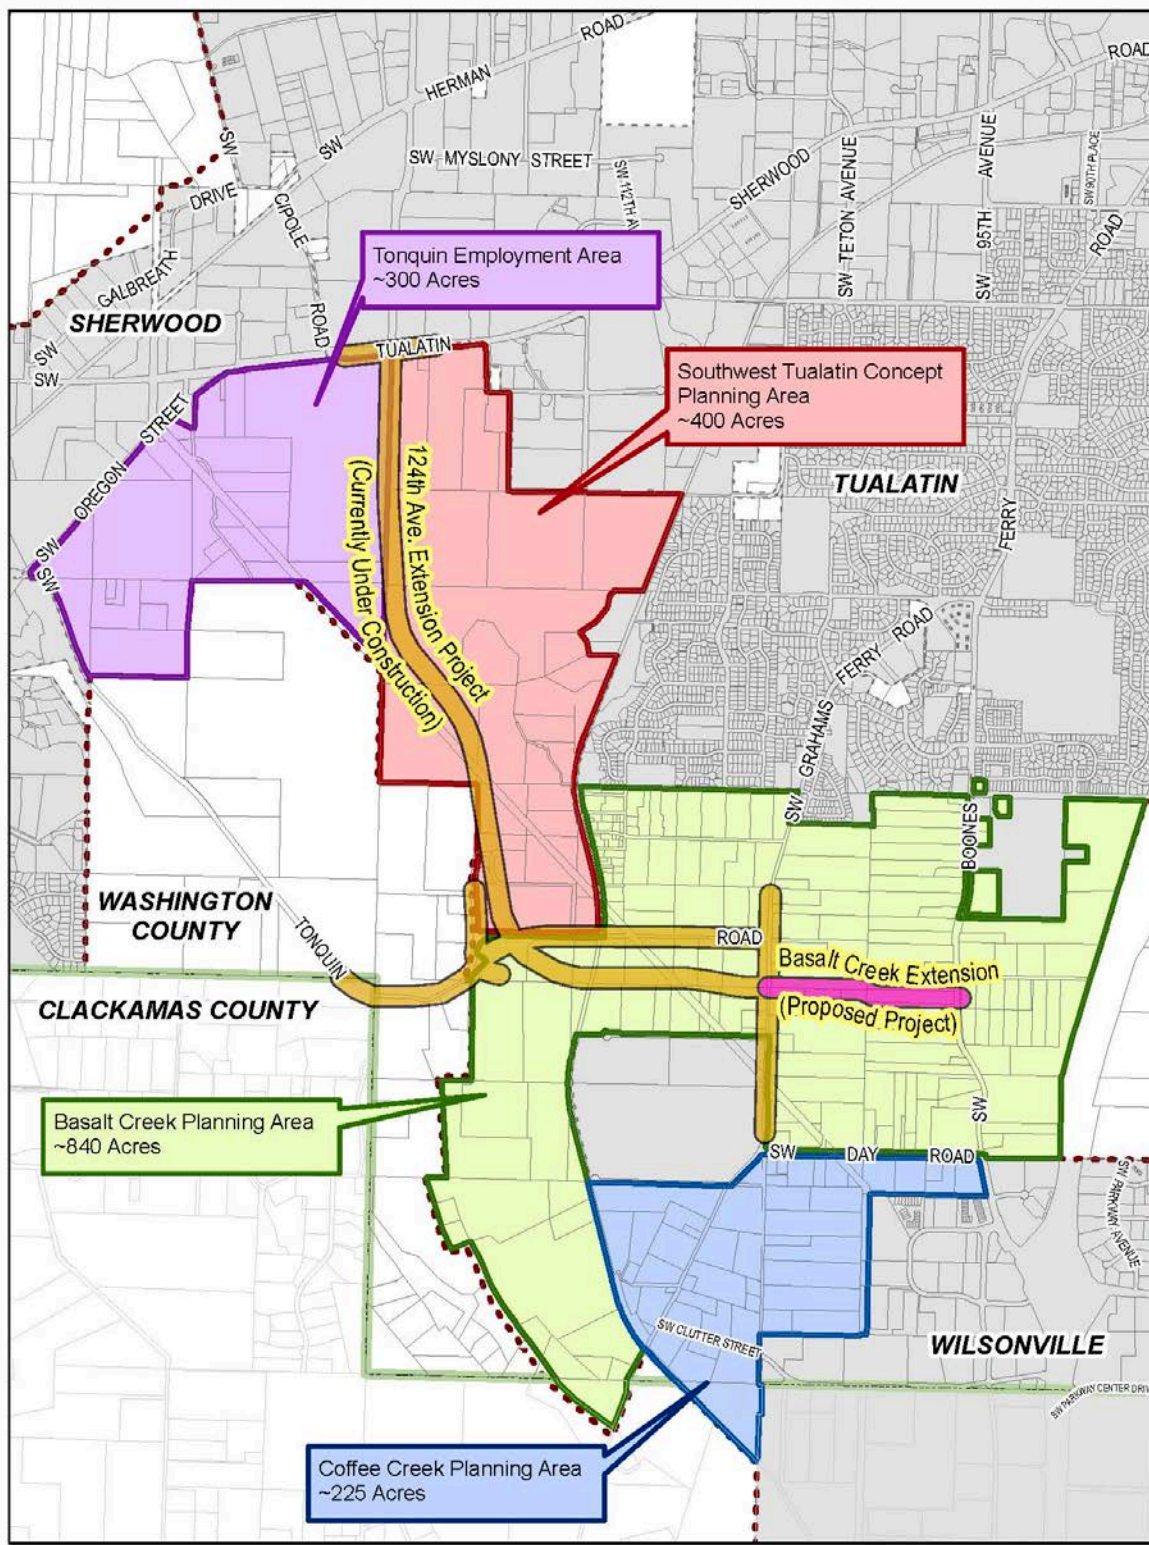 ROAD
HERMAN
SW
ROAD
SW
SW MYSLONY STREET
SW 112TH AV
SHERWOOD
SW TETON AVENUE
SW 95TH AVENUE
SW 90TH PLACE
ROAD
DRIVE
GALBREATH
SW
CIPOLE
ROAD
Tonquin Employment Area
~300 Acres
SHERWOOD
SW
SW
TUALATIN
Southwest Tualatin Concept
Planning Area
~400 Acres
SW OREGON STREET
SW
124th Ave. Extension Project
(Currently Under Construction)
TUALATIN
FERRY
SW GRAHAMS FERRY ROAD
BOONES
WASHINGTON
COUNTY
TONQUIN
ROAD
Basalt Creek Extension
(Proposed Project)
CLACKAMAS COUNTY
SW
Basalt Creek Planning Area
~840 Acres
SW DAY ROAD
SW PARKWAY AVENUE
SW CLUTTER STREET
WILSONVILLE
SW PARKWAY CENTER DRIV
Coffee Creek Planning Area
~225 Acres